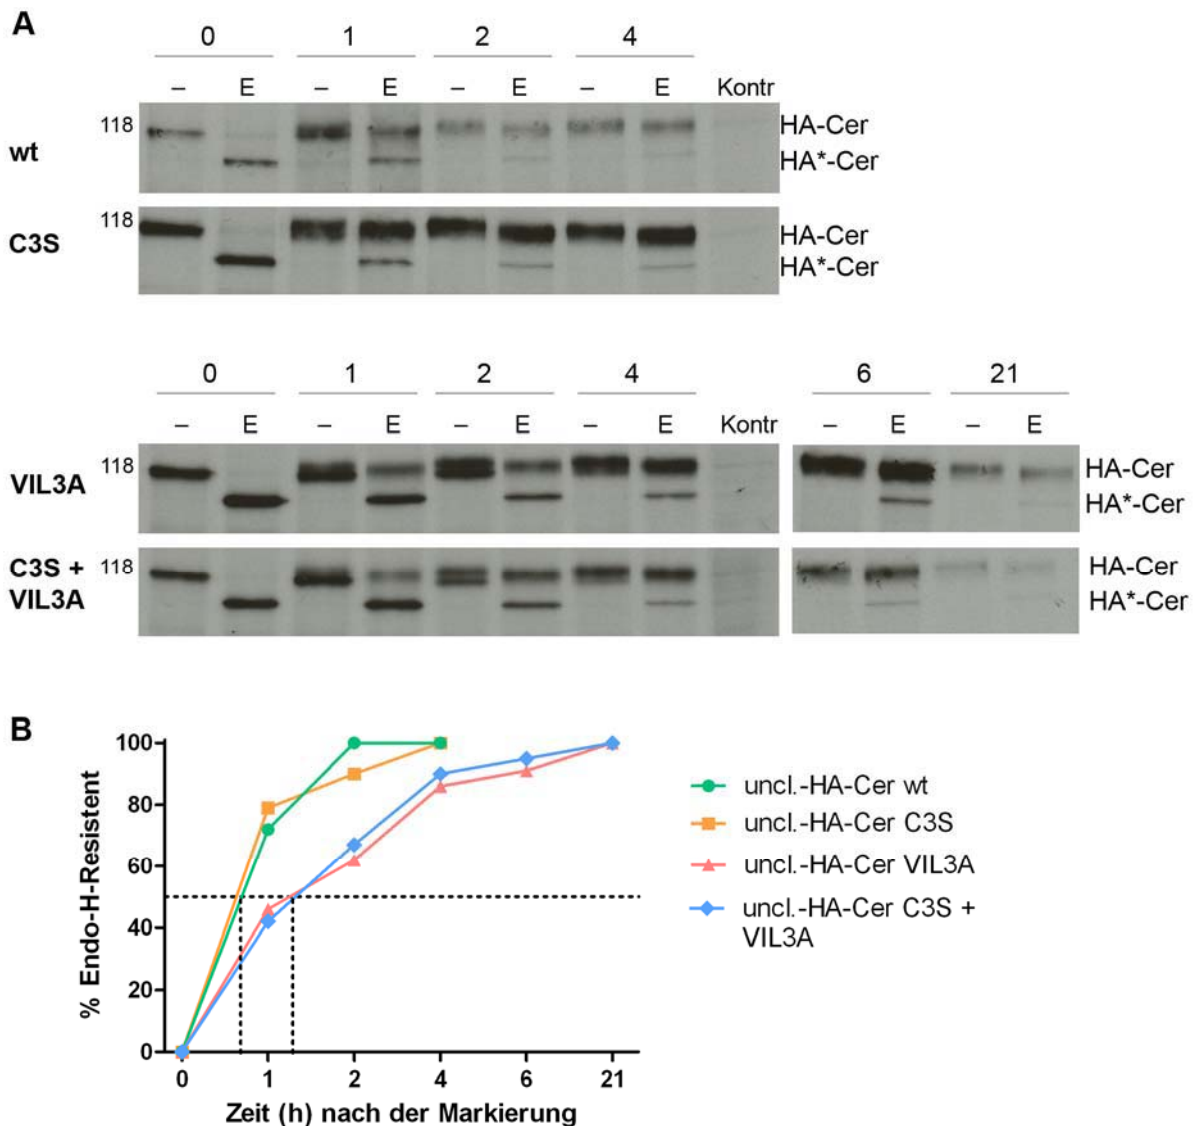 A
0 1 2 4
– E – E – E – E Kontr
wt 118 HA-Cer
HA*-Cer
C3S 118 HA-Cer
HA*-Cer
0 1 2 4 6 21
– E – E – E – E Kontr – E – E
VIL3A 118 HA-Cer
HA*-Cer
C3S + 118 HA-Cer
VIL3A HA*-Cer
B
% Endo-H-Resistent
100
80
60
40
20
0
0 1 2 4 6 21
Zeit (h) nach der Markierung
uncl.-HA-Cer wt
uncl.-HA-Cer C3S
uncl.-HA-Cer VIL3A
uncl.-HA-Cer C3S +
VIL3A